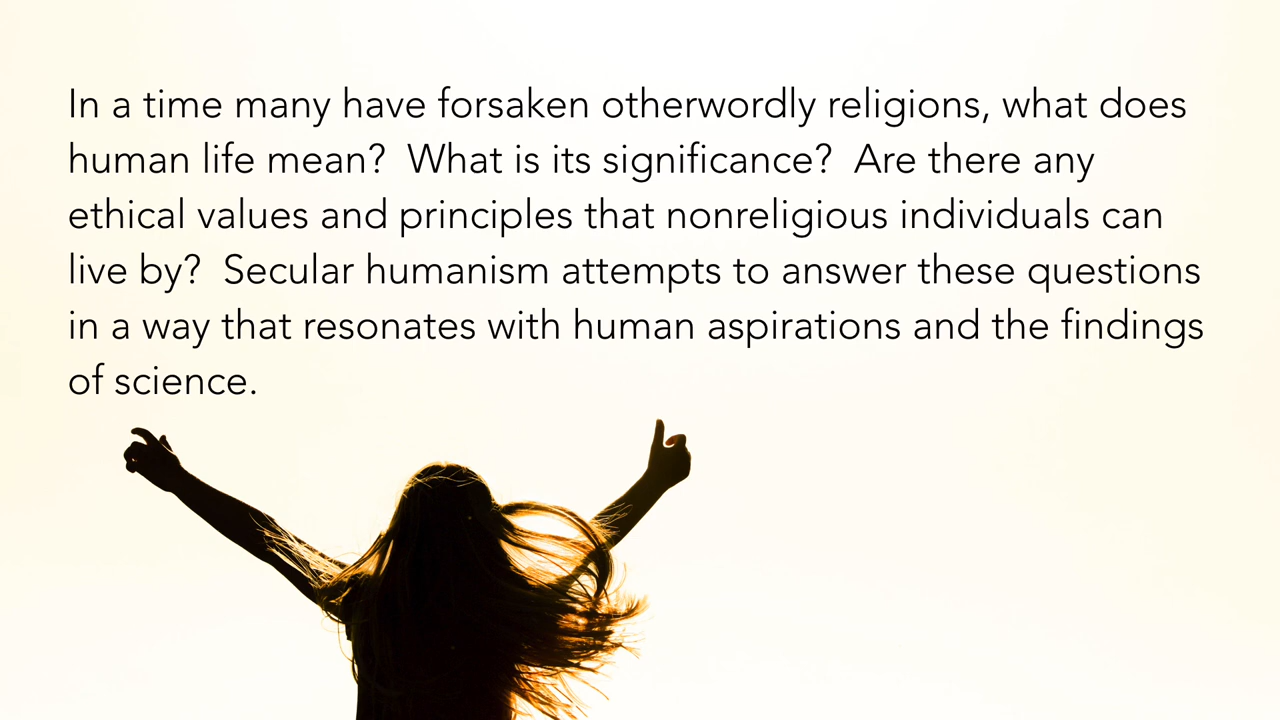 In a time many have forsaken otherwordly religions, what does
human life mean?  What is its significance?  Are there any
ethical values and principles that nonreligious individuals can
live by?  Secular humanism attempts to answer these questions
in a way that resonates with human aspirations and the findings
of science.